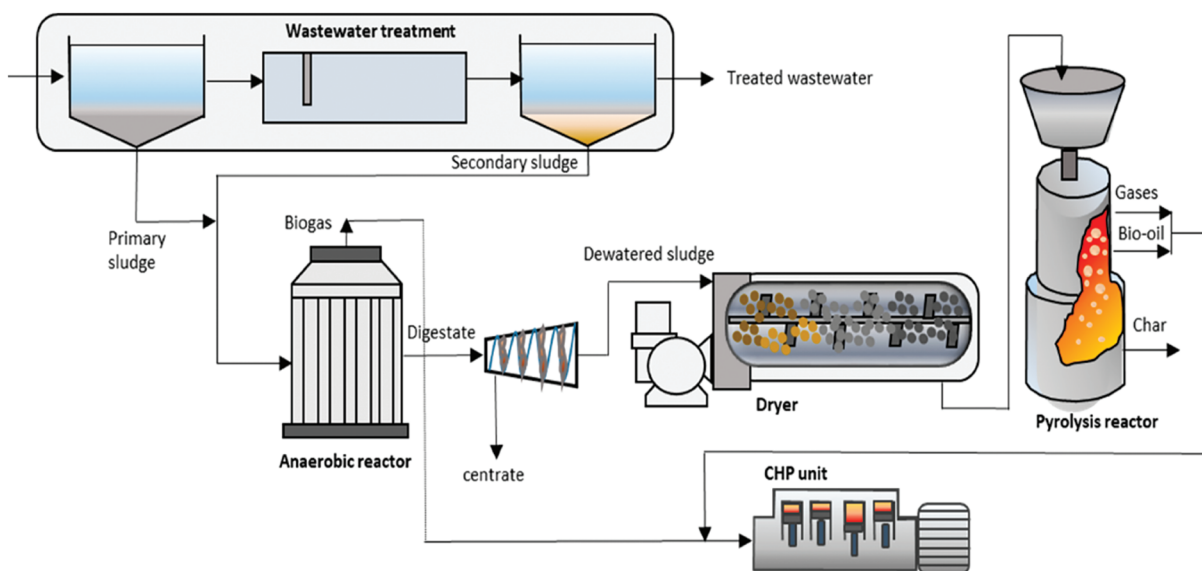 Wastewater treatment
Treated wastewater
Secondary sludge
Primary
sludge
Biogas
Anaerobic reactor
Digestate
centrate
Dewatered sludge
Dryer
Gases
Bio-oil
Char
Pyrolysis reactor
CHP unit